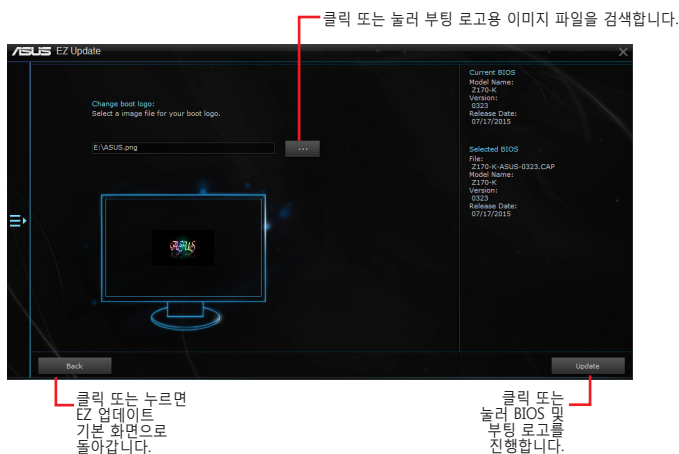 클릭 또는 눌러 부팅 로고용 이미지 파일을 검색합니다.
ASUS EZ Update
Change boot logo:
Select a image file for your boot logo.
E:\ASUS.png
...
ASUS
Current BIOS
Model Name:
Z170-K
Version:
0323
Release Date:
07/17/2015
Selected BIOS
File:
Z170-K-ASUS-0323.CAP
Model Name:
Z170-K
Version:
0323
Release Date:
07/17/2015
Back
Update
클릭 또는 누르면
EZ 업데이트
기본 화면으로
돌아갑니다.
클릭 또는
눌러 BIOS 및
부팅 로고를
진행합니다.